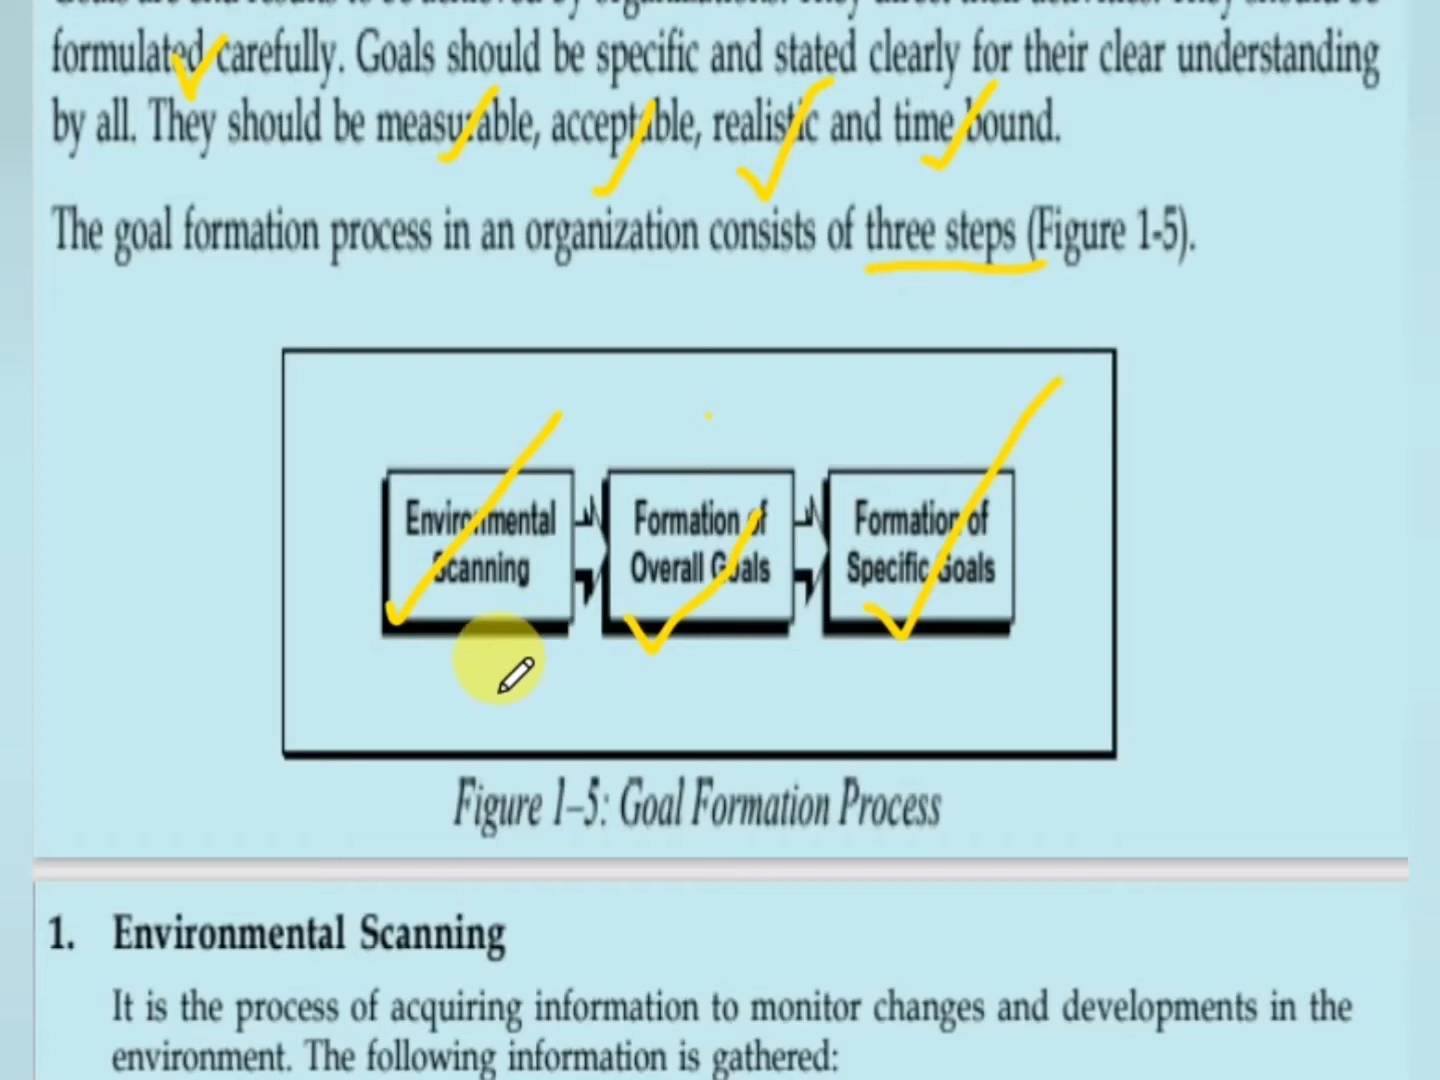 formulated carefully. Goals should be specific and stated clearly for their clear understanding
by all. They should be measurable, acceptable, realistic and time bound.
The goal formation process in an organization consists of three steps (Figure 1-5).
Environmental
Scanning
Formation of
Overall Goals
Formation of
Specific Goals
Figure 1–5: Goal Formation Process
1. Environmental Scanning
It is the process of acquiring information to monitor changes and developments in the
environment. The following information is gathered: